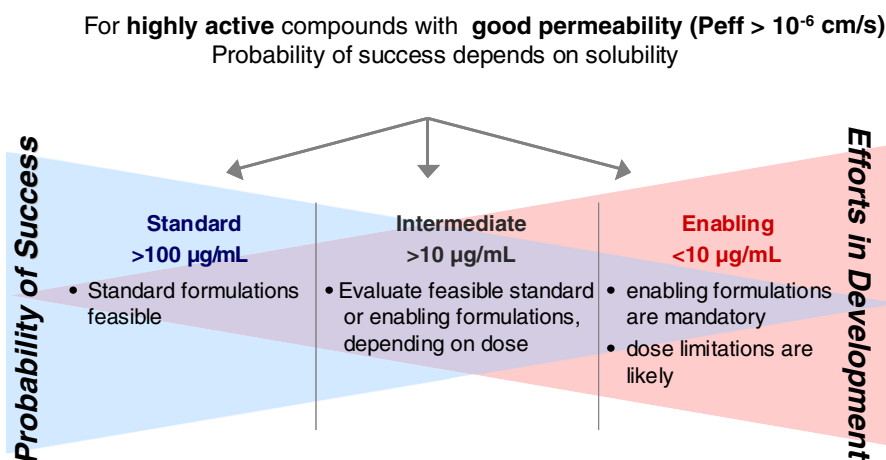 For highly active compounds with good permeability (Peff > 10⁻⁶ cm/s)
Probability of success depends on solubility
Probability of Success
Standard
>100 µg/mL
• Standard formulations
feasible
Intermediate
>10 µg/mL
• Evaluate feasible standard
or enabling formulations,
depending on dose
Enabling
<10 µg/mL
• enabling formulations
are mandatory
• dose limitations are
likely
Efforts in Development